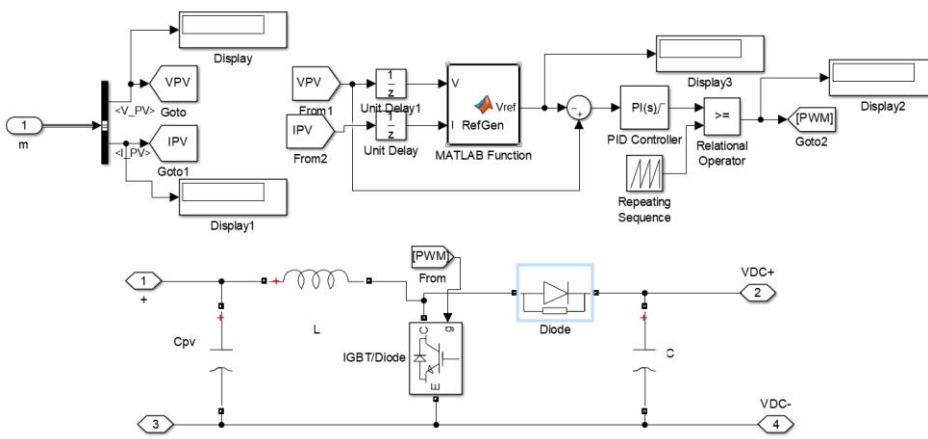 Display
VPV
<V_PV>
Goto
1
m
IPV
<I_PV>
Goto1
Display1
VPV
From1
1
z
Unit Delay1
IPV
From2
1
z
Unit Delay
V
I
Vref
RefGen
MATLAB Function
Display3
PI(s)
PID Controller
>=
Relational
Operator
Repeating
Sequence
[PWM]
Goto2
Display2
1
+
Cpv
L
[PWM]
From
C
g
E
IGBT/Diode
Diode
C
VDC+
2
3
VDC-
4